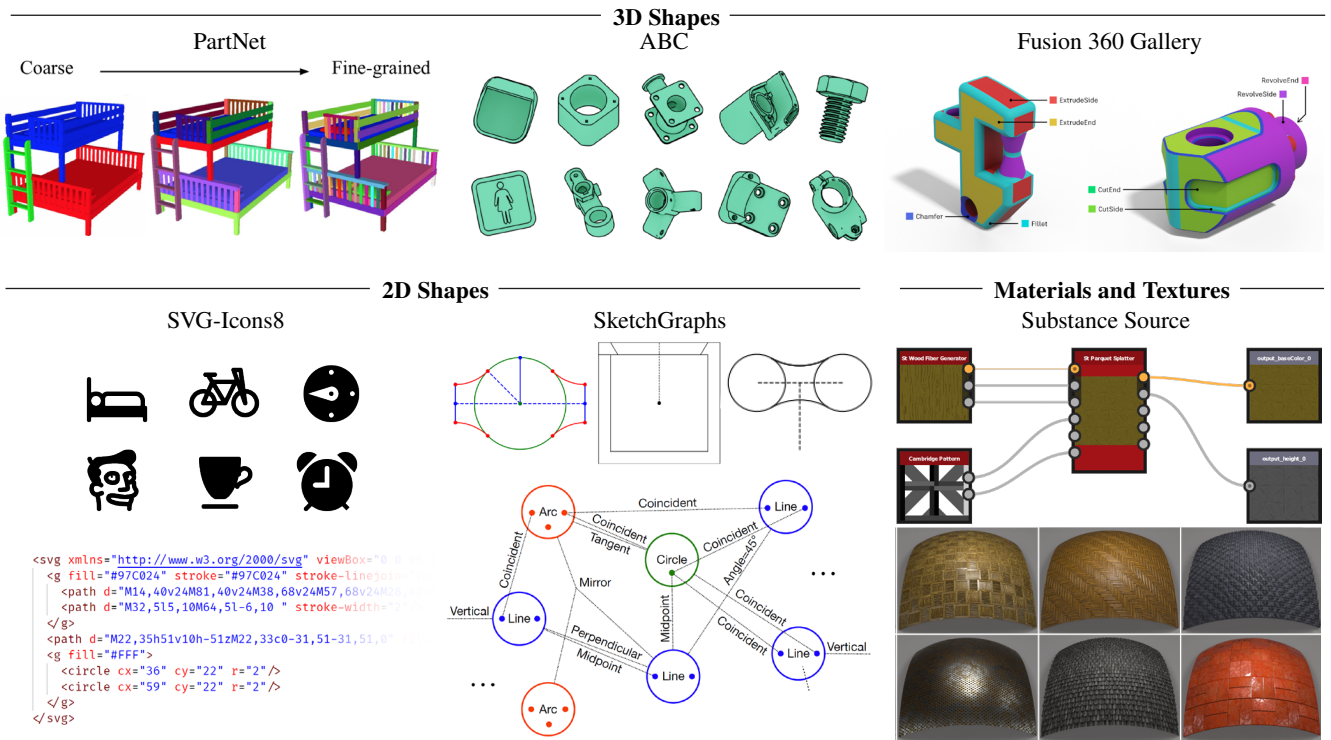 3D Shapes
PartNet
Coarse
Fine-grained
ABC
Fusion 360 Gallery
ExtrudeSide
ExtrudeEnd
Chamfer
Fillet
RevolveEnd
RevolveSide
CutEnd
CutSide
2D Shapes
SVG-Icons8
<svg xmlns="http://www.w3.org/2000/svg" viewBox="0 0
<g fill="#97C024" stroke="#97C024" stroke-linejoin=
<path d="M14,40v24M81,40v24M38,68v24M57,68v24M28,
<path d="M32,5l5,10M64,5l-6,10 " stroke-width="2"
</g>
<path d="M22,35h51v10h-51zM22,33c0-31,51-31,51,0"
<g fill="#FFF">
<circle cx="36" cy="22" r="2"/>
<circle cx="59" cy="22" r="2"/>
</g>
</svg>
SketchGraphs
Arc
Coincident
Line
Coincident
Tangent
Coincident
Circle
Angle=45°
Coincident
Mirror
...
Vertical
Line
Perpendicular
Midpoint
Midpoint
Coincident
Coincident
Line
Vertical
Line
...
Arc
Materials and Textures
Substance Source
St Wood Fiber Generator
St Parquet Splatter
output_baseColor_0
Cambridge Pattern
output_height_0